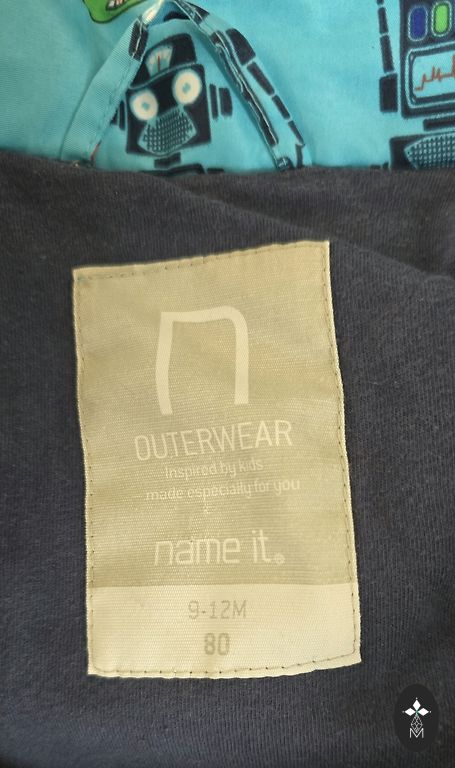 OUTERWEAR
Inspired by kids
made especially for you
name it®
9-12M
80
M